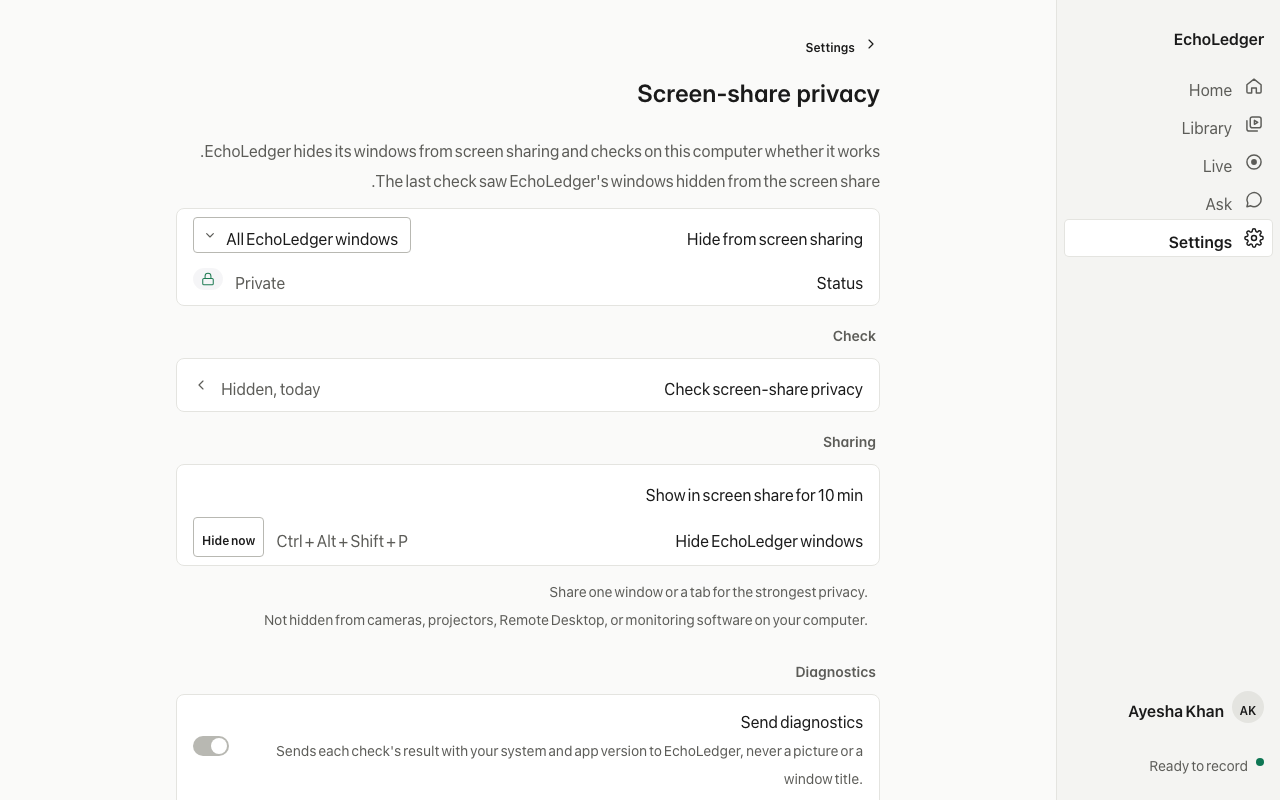 EchoLedger
Home
Library
Live
Ask
Settings
Ayesha Khan
AK
Ready to record
Settings
Screen-share privacy
.EchoLedger hides its windows from screen sharing and checks on this computer whether it works
.The last check saw EchoLedger's windows hidden from the screen share
Hide from screen sharing
All EchoLedger windows
Status
Private
Check
Check screen-share privacy
Hidden, today
Sharing
Show in screen share for 10 min
Hide EchoLedger windows
Ctrl+Alt+Shift+P
Hide now
Share one window or a tab for the strongest privacy.
Not hidden from cameras, projectors, Remote Desktop, or monitoring software on your computer.
Diagnostics
Send diagnostics
Sends each check's result with your system and app version to EchoLedger, never a picture or a
window title.